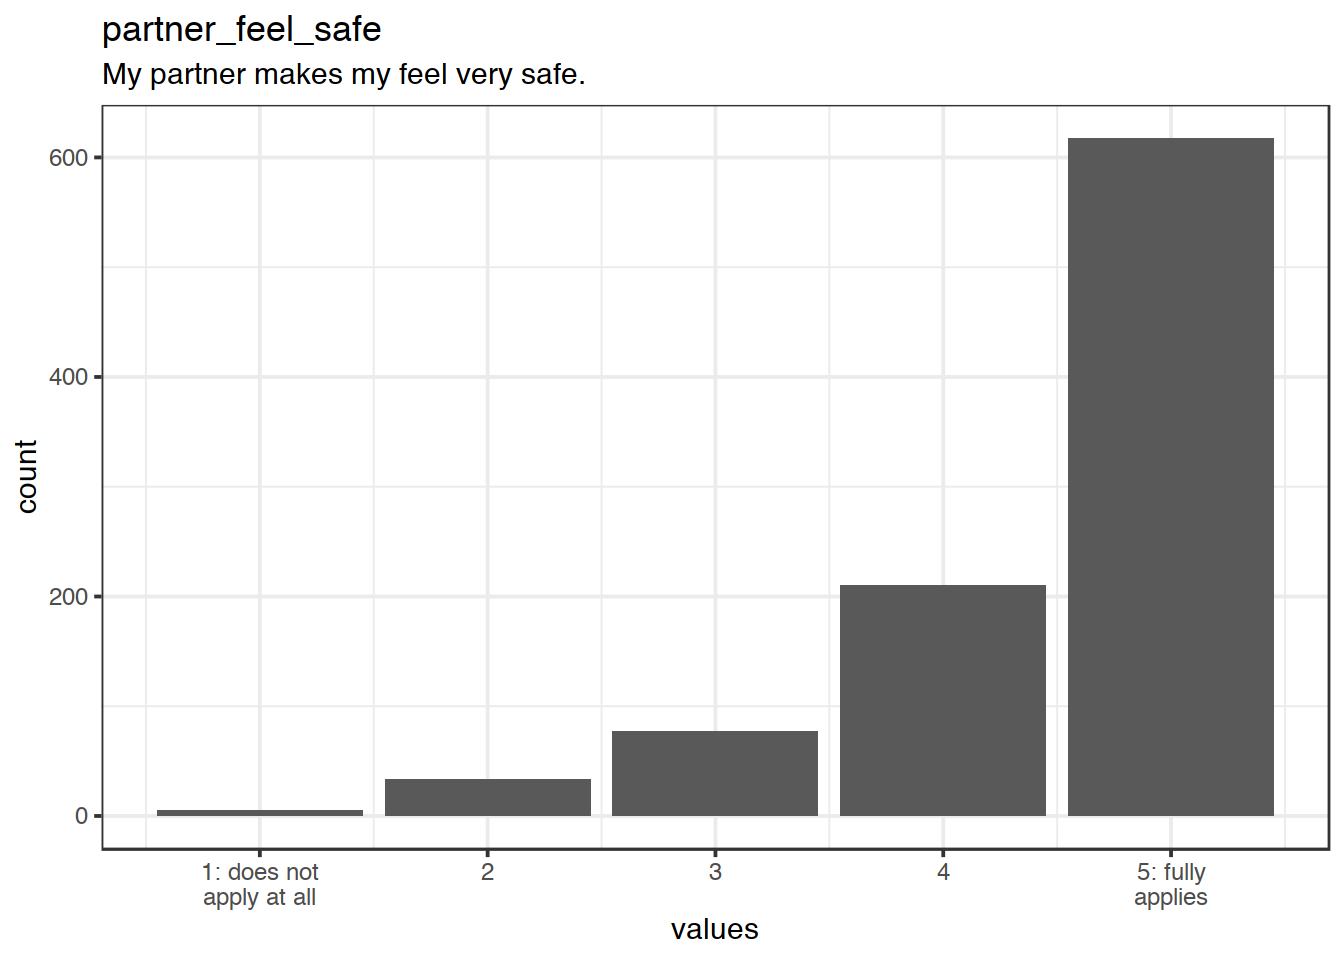 partner_feel_safe
My partner makes my feel very safe.
600
400
200
0
count
1: does not
apply at all
2
3
4
5: fully
applies
values